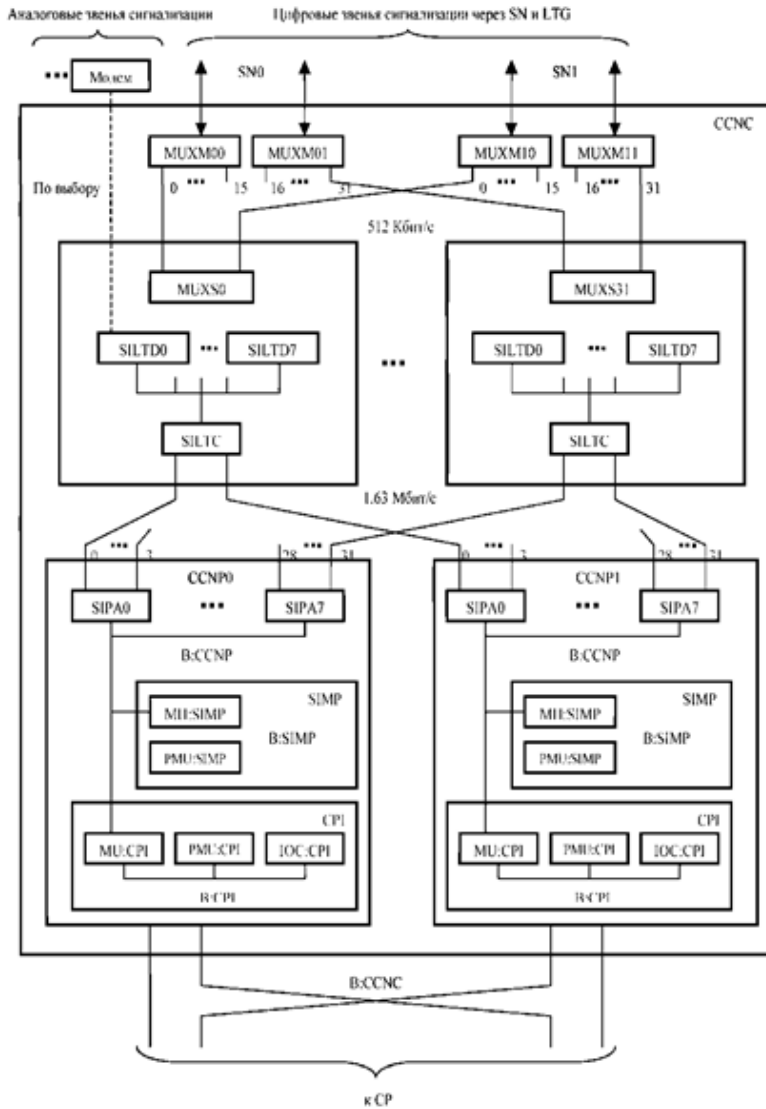 Аналоговые звенья сигнализации
Цифровые звенья сигнализации через SN и LTG
... Модем
SN0
SN1
CCNC
MUXM00
MUXM01
MUXM10
MUXM11
0 ... 15
16 ... 31
0 ... 15
16 ... 31
По выбору
512 Кбит/с
MUXS0
MUXS31
SILTD0 ... SILTD7
...
SILTD0 ... SILTD7
SILTC
SILTC
1.63 Мбит/с
0 ... 3
28 ... 31
0 ... 3
28 ... 31
CCNP0
CCNP1
SIPA0 ... SIPA7
SIPA0 ... SIPA7
B:CCNP
B:CCNP
SIMP
SIMP
MH:SIMP
MH:SIMP
B:SIMP
B:SIMP
PMU:SIMP
PMU:SIMP
CPI
CPI
MU:CPI
PMU:CPI
IOC:CPI
MU:CPI
PMU:CPI
IOC:CPI
B:CPI
B:CPI
B:CCNC
к CP